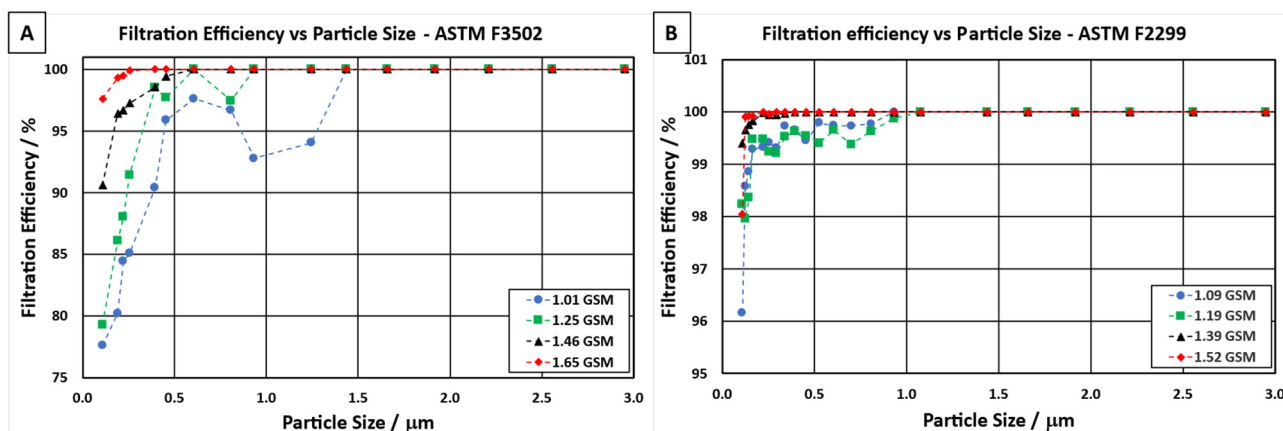 A
Filtration Efficiency vs Particle Size - ASTM F3502
Filtration Efficiency / %
100
95
90
85
80
75
0.0 0.5 1.0 1.5 2.0 2.5 3.0
Particle Size / μm
1.01 GSM
1.25 GSM
1.46 GSM
1.65 GSM
B
Filtration efficiency vs Particle Size - ASTM F2299
Filtration Efficiency / %
101
100
99
98
97
96
95
0.0 0.5 1.0 1.5 2.0 2.5 3.0
Particle Size / μm
1.09 GSM
1.19 GSM
1.39 GSM
1.52 GSM